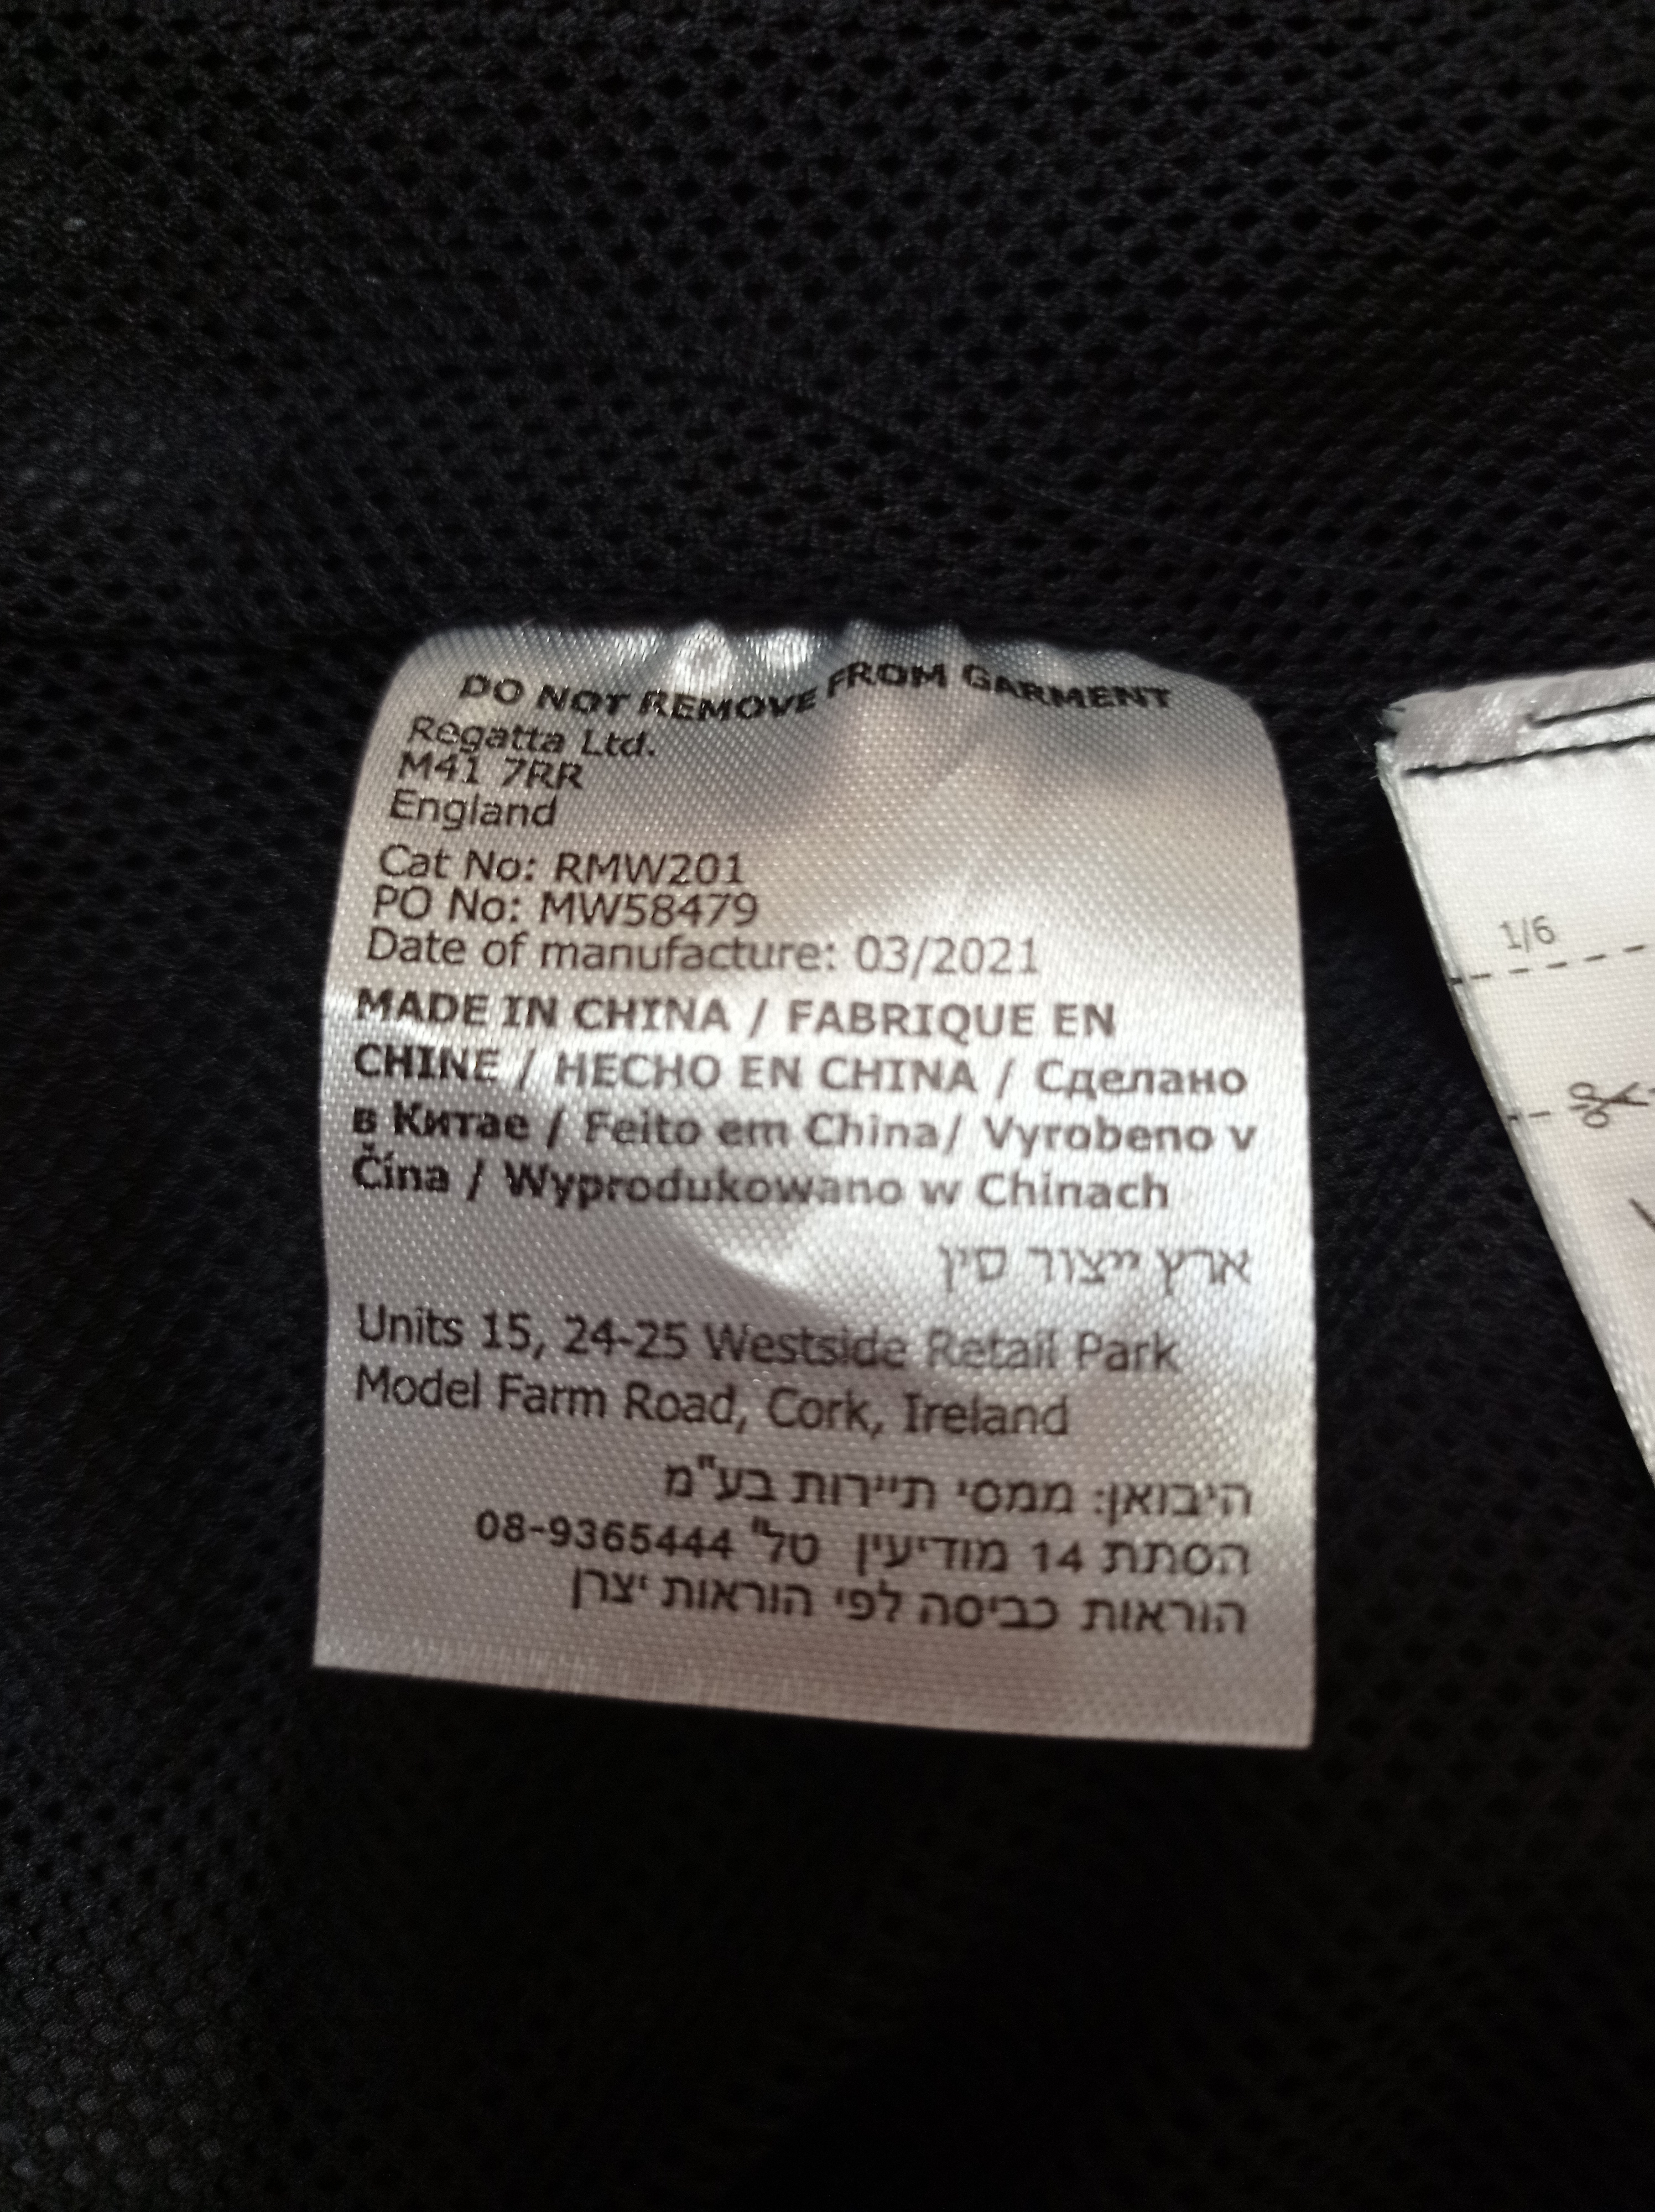 DO NOT REMOVE FROM GARMENT
Regatta Ltd.
M41 7RR
England
Cat No: RMW201
PO No: MW58479
Date of manufacture: 03/2021
MADE IN CHINA / FABRIQUE EN
CHINE / HECHO EN CHINA / Сделано
в Китае / Feito em China/ Vyrobeno v
Čína / Wyprodukowano w Chinach
ארץ ייצור סין
Units 15, 24-25 Westside Retail Park
Model Farm Road, Cork, Ireland
היבואן: ממסי תיירות בע"מ
הסתת 14 מודיעין טל" 08-9365444
הוראות כביסה לפי הוראות יצרן
1/6